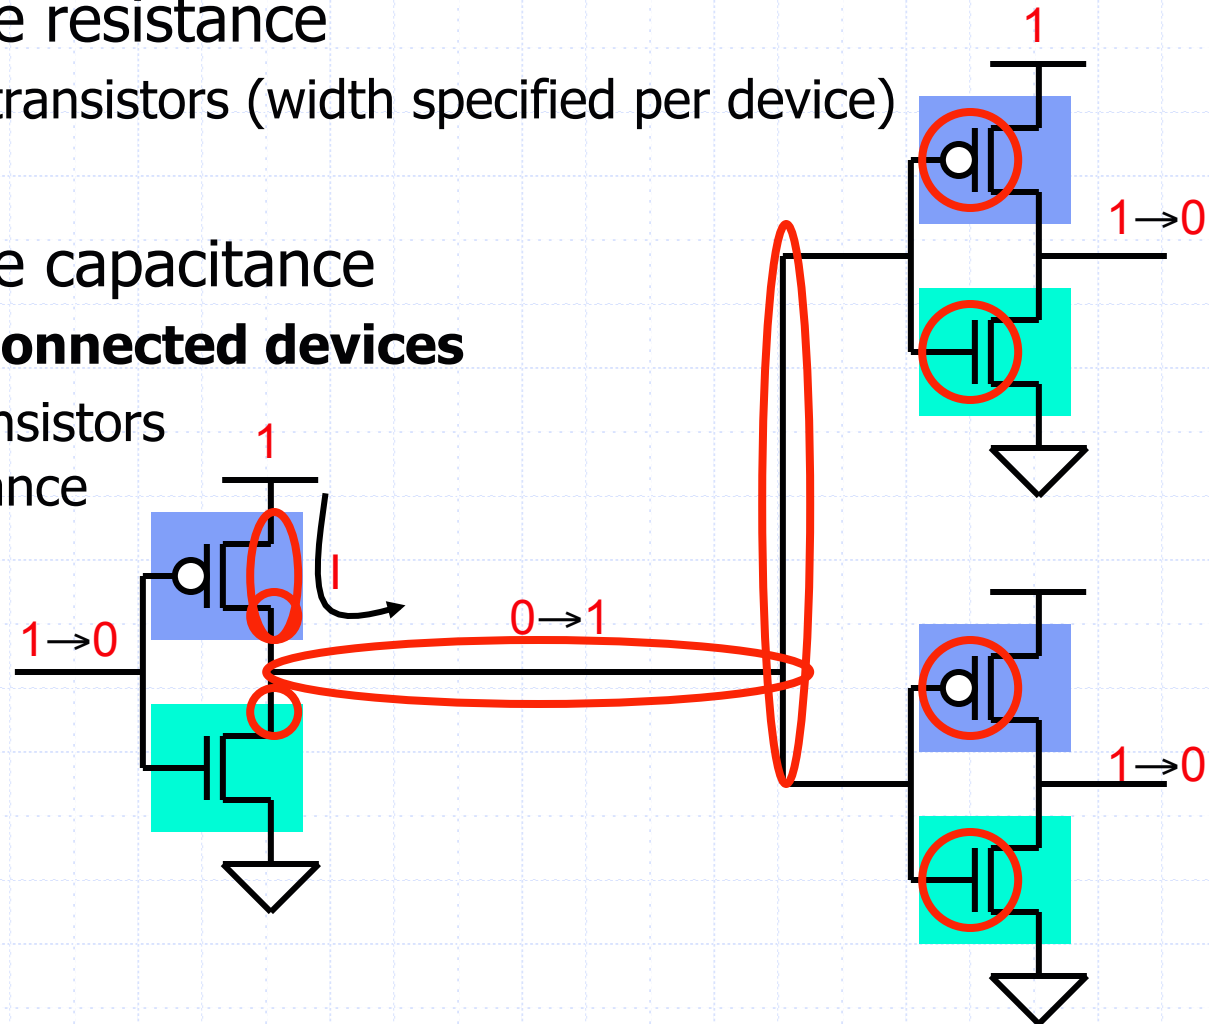 e resistance
transistors (width specified per device)
e capacitance
onnected devices
nsistors
ance
1
1→0
1
I
1→0
0→1
1→0